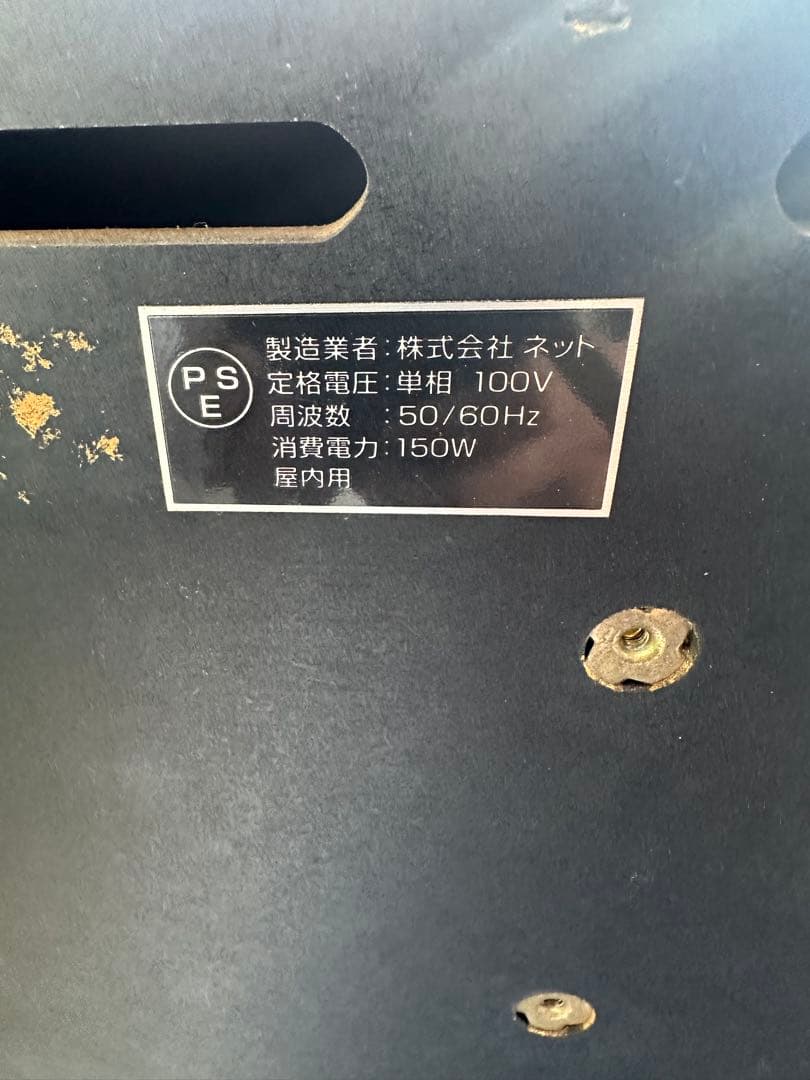 PSE
製造業者:株式会社 ネット
定格電圧:単相 100V
周波数 :50/60Hz
消費電力:150W
屋内用